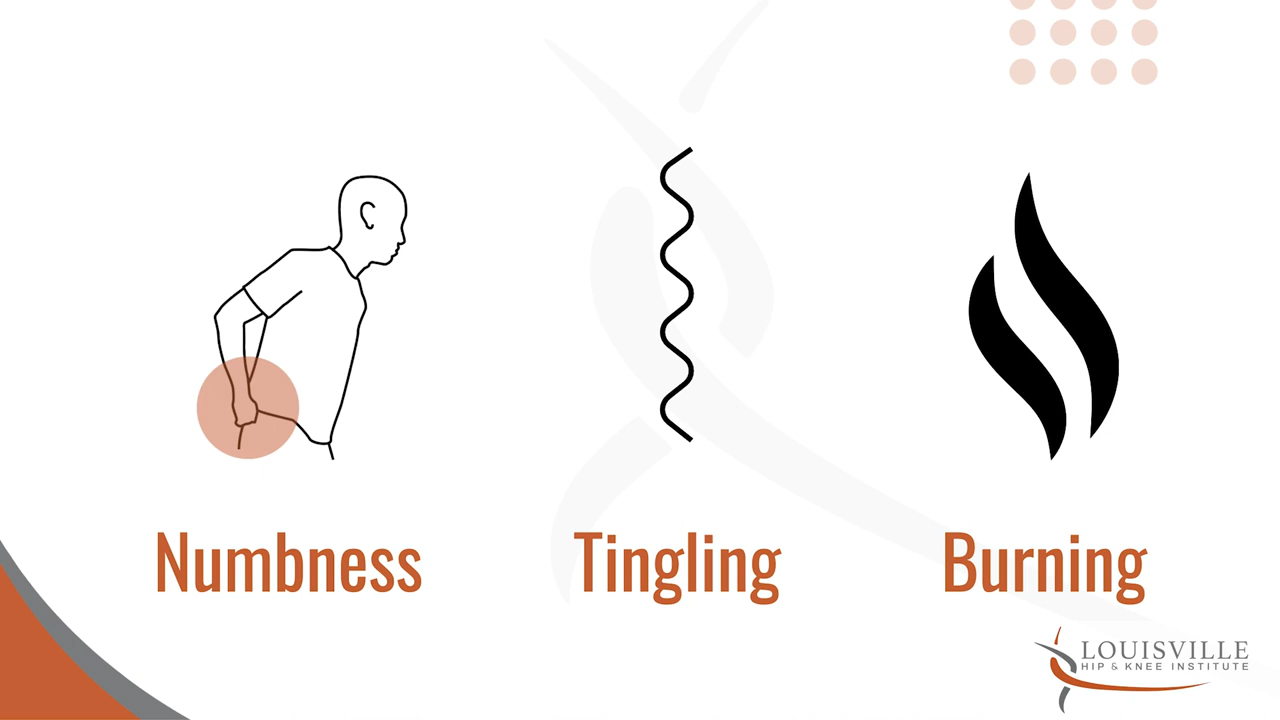 Numbness
Tingling
Burning
LOUISVILLE
HIP & KNEE INSTITUTE